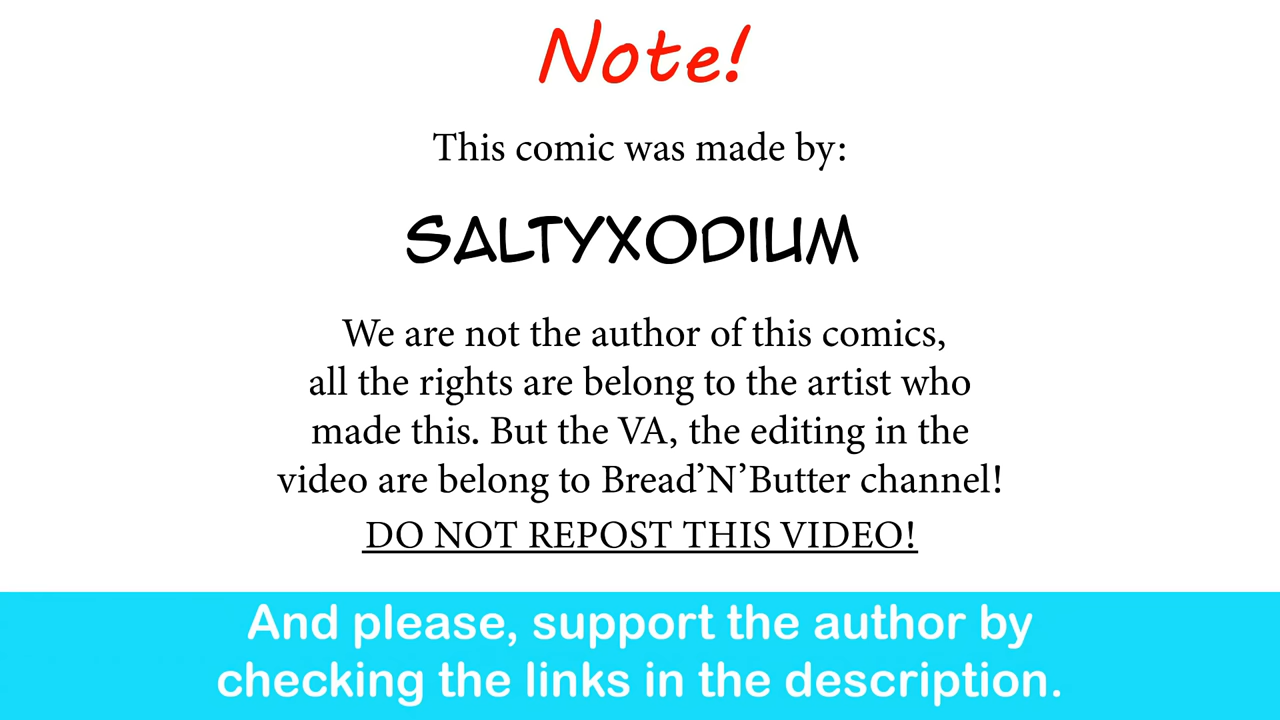 Note!
This comic was made by:
SALTYXODIUM
We are not the author of this comics,
all the rights are belong to the artist who
made this. But the VA, the editing in the
video are belong to Bread’N’Butter channel!
DO NOT REPOST THIS VIDEO!
And please, support the author by
checking the links in the description.